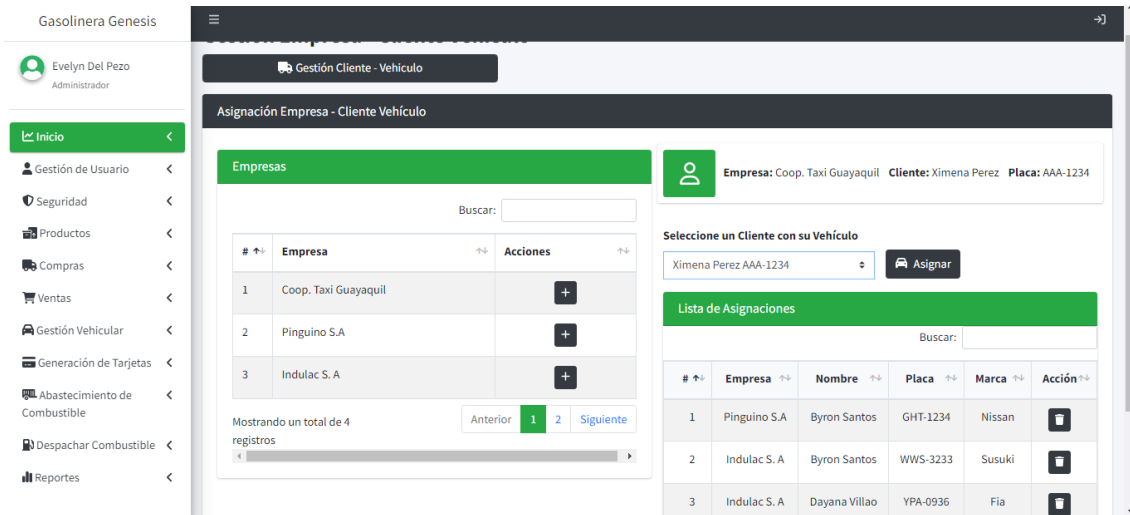 Gasolinera Genesis
Evelyn Del Pezo
Administrador
Inicio
Gestión de Usuario
Seguridad
Productos
Compras
Ventas
Gestión Vehicular
Generación de Tarjetas
Abastecimiento de
Combustible
Despachar Combustible
Reportes
Gestión Cliente - Vehiculo
Asignación Empresa - Cliente Vehículo
Empresas
Buscar:
# Empresa Acciones
1 Coop. Taxi Guayaquil
2 Pinguino S.A
3 Indulac S. A
Mostrando un total de 4
registros
Anterior 1 2 Siguiente
Empresa: Coop. Taxi Guayaquil Cliente: Ximena Perez Placa: AAA-1234
Seleccione un Cliente con su Vehículo
Ximena Perez AAA-1234
Asignar
Lista de Asignaciones
Buscar:
# Empresa Nombre Placa Marca Acción
1 Pinguino S.A Byron Santos GHT-1234 Nissan
2 Indulac S. A Byron Santos WWS-3233 Susuki
3 Indulac S. A Dayana Villao YPA-0936 Fia